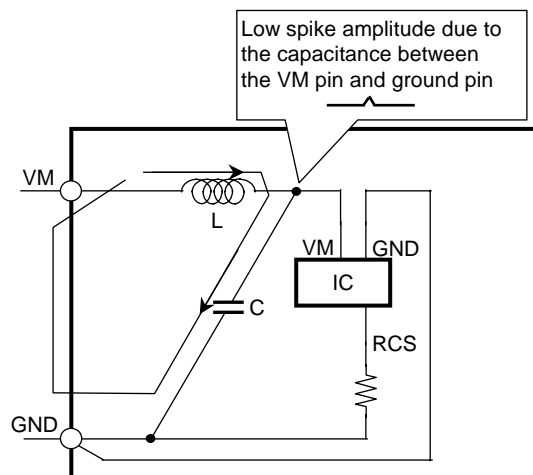 Low spike amplitude due to
the capacitance between
the VM pin and ground pin
VM
L
VM
GND
IC
C
RCS
GND